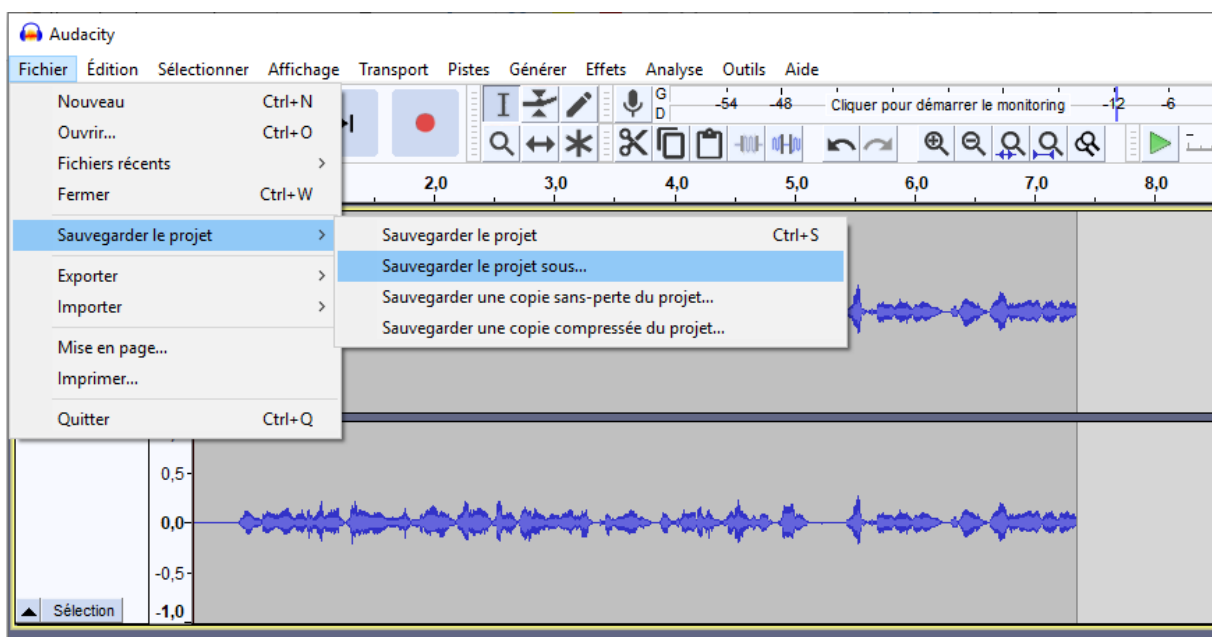 Audacity
Fichier Édition Sélectionner Affichage Transport Pistes Générer Effets Analyse Outils Aide
Nouveau Ctrl+N
Ouvrir... Ctrl+O
Fichiers récents >
Fermer Ctrl+W
Sauvegarder le projet >
Exporter >
Importer >
Mise en page...
Imprimer...
Quitter Ctrl+Q
Sauvegarder le projet Ctrl+S
Sauvegarder le projet sous...
Sauvegarder une copie sans-perte du projet...
Sauvegarder une copie compressée du projet...
G
D
-54 -48 Cliquer pour démarrer le monitoring -12 -6
2,0 3,0 4,0 5,0 6,0 7,0 8,0
0,5
0,0
-0,5
-1,0
Sélection